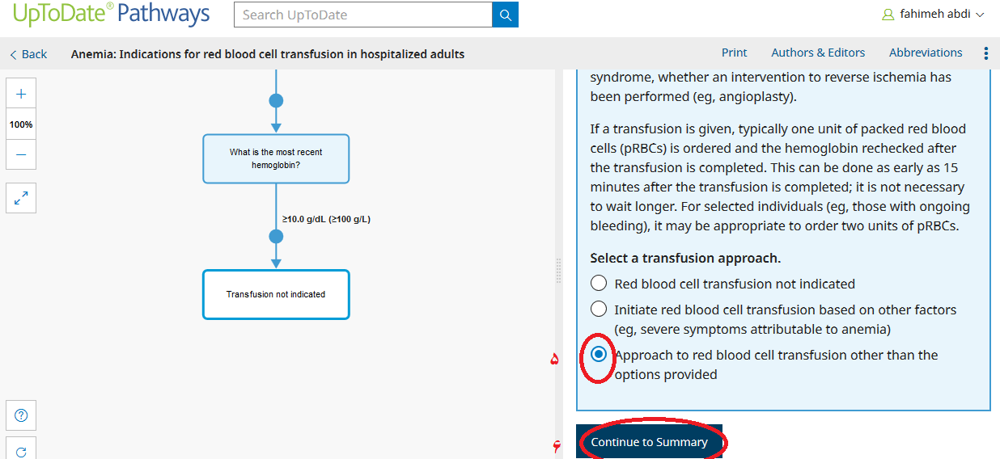 UpToDate® Pathways
Search UpToDate
fahimeh abdi
Back
Anemia: Indications for red blood cell transfusion in hospitalized adults
Print
Authors & Editors
Abbreviations
+
100%
What is the most recent
hemoglobin?
≥10.0 g/dL (≥100 g/L)
Transfusion not indicated
syndrome, whether an intervention to reverse ischemia has
been performed (eg, angioplasty).
If a transfusion is given, typically one unit of packed red blood
cells (pRBCs) is ordered and the hemoglobin rechecked after
the transfusion is completed. This can be done as early as 15
minutes after the transfusion is completed; it is not necessary
to wait longer. For selected individuals (eg, those with ongoing
bleeding), it may be appropriate to order two units of pRBCs.
Select a transfusion approach.
Red blood cell transfusion not indicated
Initiate red blood cell transfusion based on other factors
(eg, severe symptoms attributable to anemia)
۵
Approach to red blood cell transfusion other than the
options provided
۶
Continue to Summary